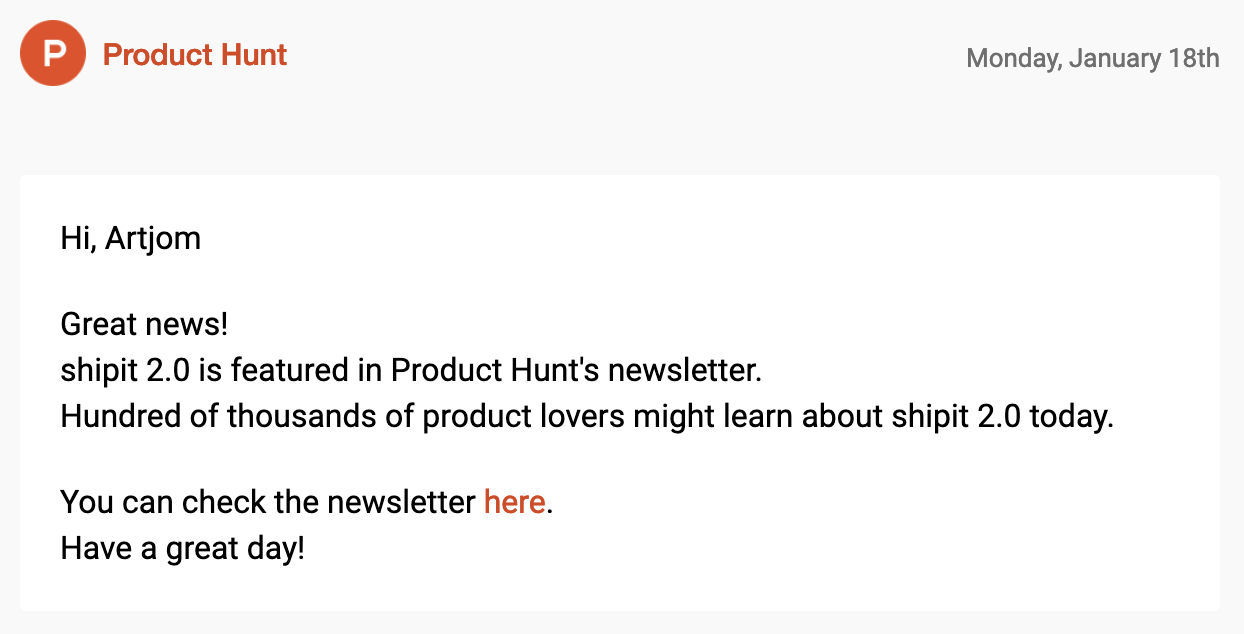 P Product Hunt
Monday, January 18th
Hi, Artjom
Great news!
shipit 2.0 is featured in Product Hunt's newsletter.
Hundred of thousands of product lovers might learn about shipit 2.0 today.
You can check the newsletter here.
Have a great day!